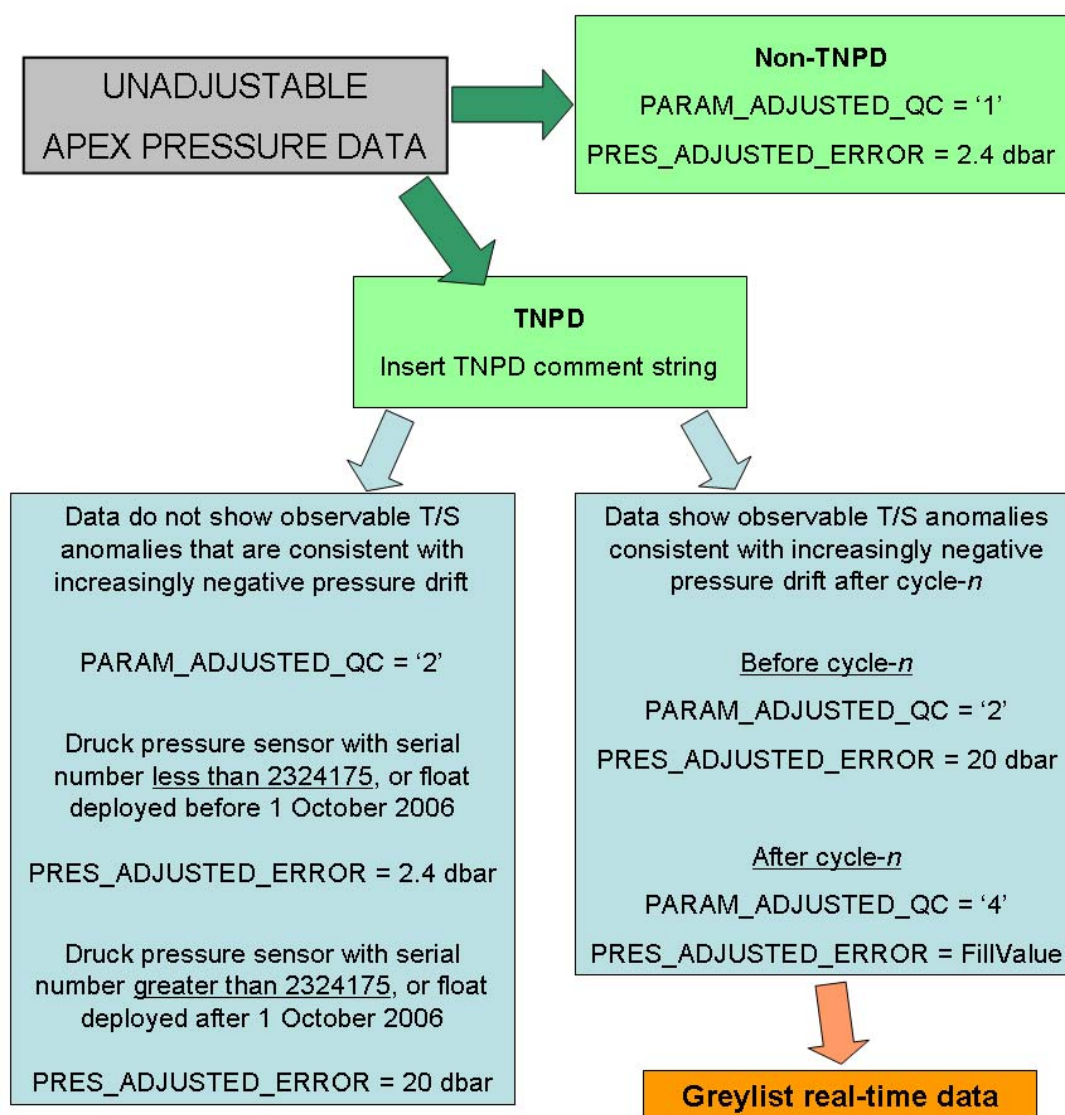 UNADJUSTABLE
APEX PRESSURE DATA
Non-TNPD
PARAM_ADJUSTED_QC = ‘1’
PRES_ADJUSTED_ERROR = 2.4 dbar
TNPD
Insert TNPD comment string
Data do not show observable T/S
anomalies that are consistent with
increasingly negative pressure drift
PARAM_ADJUSTED_QC = ‘2’
Druck pressure sensor with serial
number less than 2324175, or float
deployed before 1 October 2006
PRES_ADJUSTED_ERROR = 2.4 dbar
Druck pressure sensor with serial
number greater than 2324175, or float
deployed after 1 October 2006
PRES_ADJUSTED_ERROR = 20 dbar
Data show observable T/S anomalies
consistent with increasingly negative
pressure drift after cycle-n
Before cycle-n
PARAM_ADJUSTED_QC = ‘2’
PRES_ADJUSTED_ERROR = 20 dbar
After cycle-n
PARAM_ADJUSTED_QC = ‘4’
PRES_ADJUSTED_ERROR = FillValue
Greylist real-time data